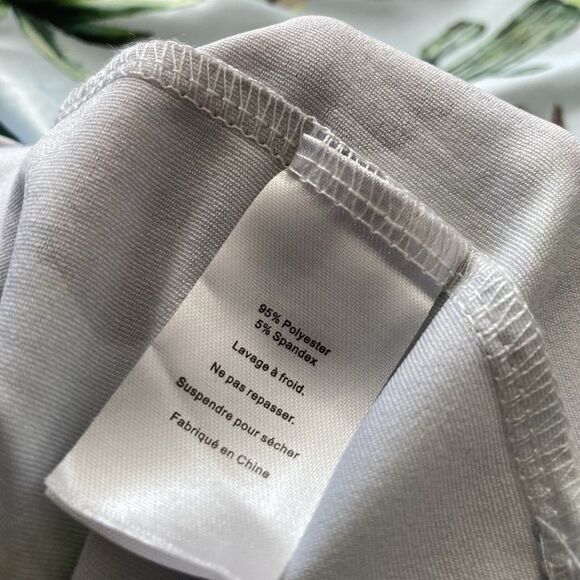 95% Polyester
5% Spandex
Lavage à froid.
Ne pas repasser.
Suspendre pour sécher
Fabriqué en Chine